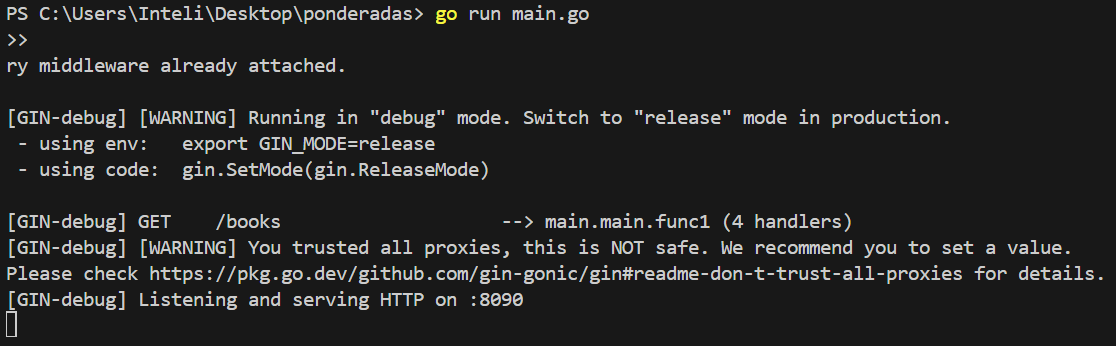 PS C:\Users\Inteli\Desktop\ponderadas> go run main.go
>>
ry middleware already attached.
[GIN-debug] [WARNING] Running in "debug" mode. Switch to "release" mode in production.
 - using env:   export GIN_MODE=release
 - using code:  gin.SetMode(gin.ReleaseMode)
[GIN-debug] GET    /books                    --> main.main.func1 (4 handlers)
[GIN-debug] [WARNING] You trusted all proxies, this is NOT safe. We recommend you to set a value.
Please check https://pkg.go.dev/github.com/gin-gonic/gin#readme-don-t-trust-all-proxies for details.
[GIN-debug] Listening and serving HTTP on :8090